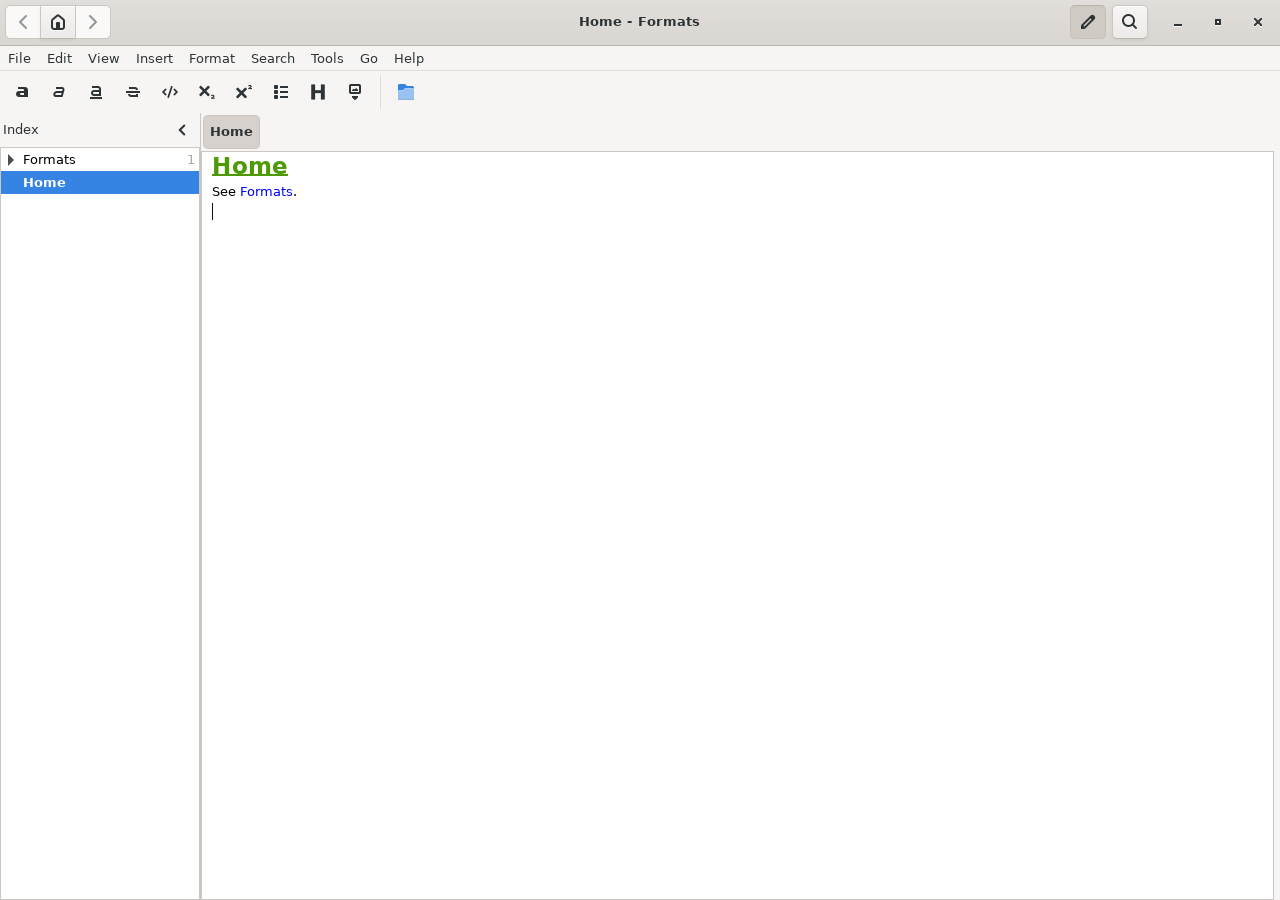 Home - Formats
File Edit View Insert Format Search Tools Go Help
Index
Home
Formats 1
Home
Home
See Formats.